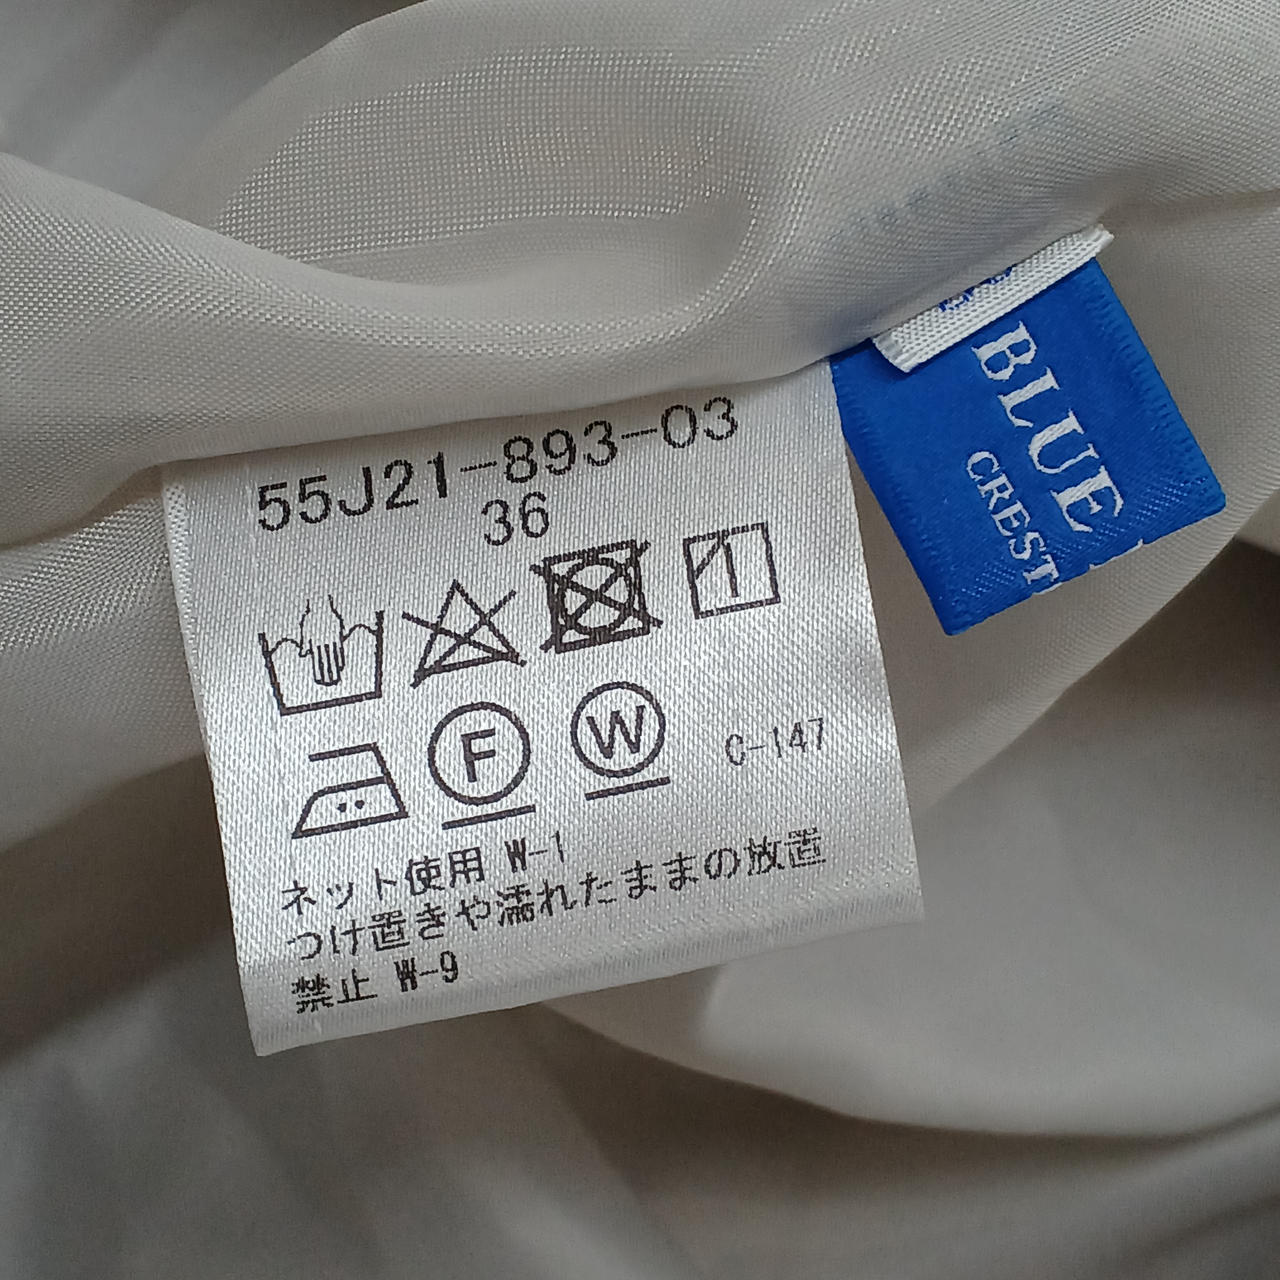 55J21-893-03
36
F
W
C-147
ネット使用 W-1
つけ置きや濡れたままの放置
禁止 W-9
BLUE